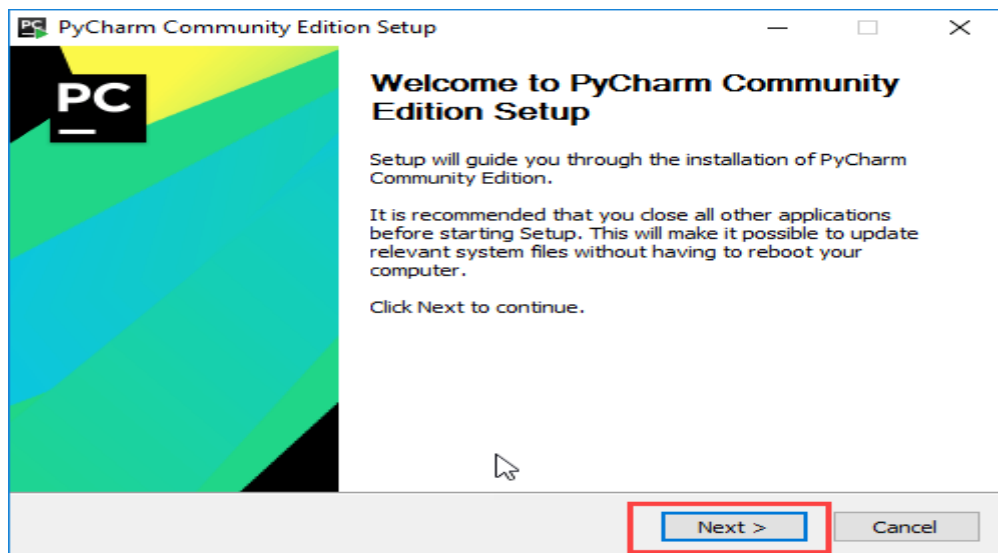 PyCharm Community Edition Setup
PC
Welcome to PyCharm Community
Edition Setup
Setup will guide you through the installation of PyCharm
Community Edition.
It is recommended that you close all other applications
before starting Setup. This will make it possible to update
relevant system files without having to reboot your
computer.
Click Next to continue.
Next >
Cancel